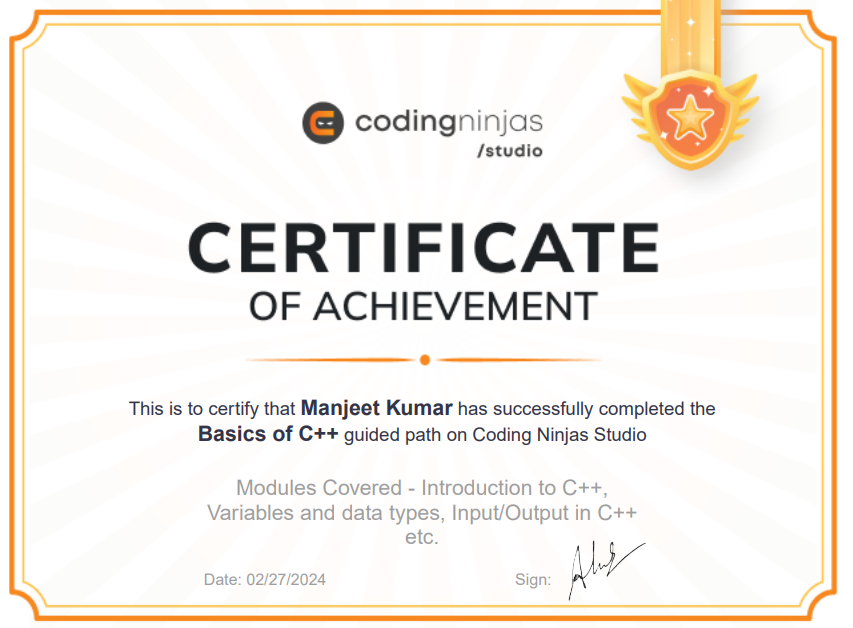 codingninjas
/studio
CERTIFICATE
OF ACHIEVEMENT
This is to certify that Manjeet Kumar has successfully completed the
Basics of C++ guided path on Coding Ninjas Studio
Modules Covered - Introduction to C++,
Variables and data types, Input/Output in C++
etc.
Date: 02/27/2024 Sign: